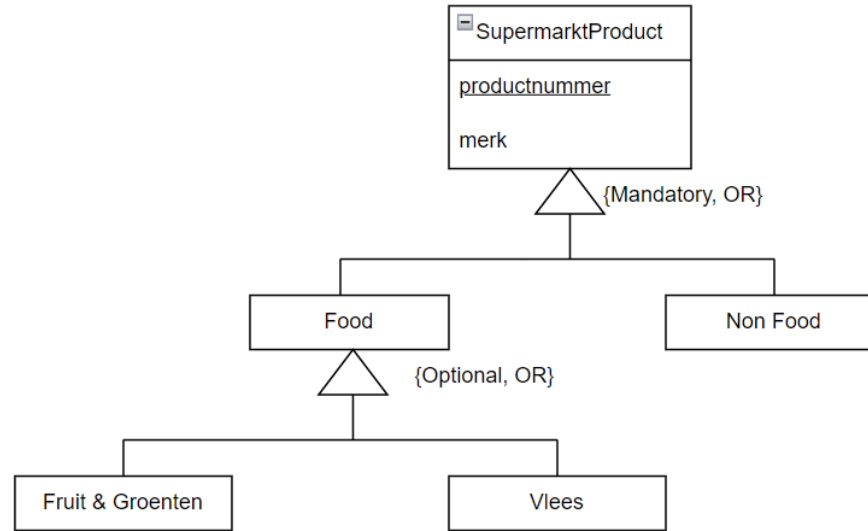 SupermarktProduct
productnummer
merk
{Mandatory, OR}
Food
Non Food
{Optional, OR}
Fruit & Groenten
Vlees